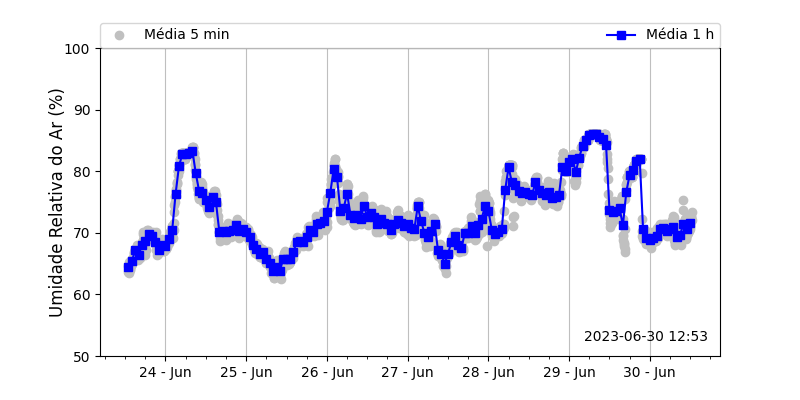 Média 5 min
Média 1 h
Umidade Relativa do Ar (%)
100
90
80
70
60
50
2023-06-30 12:53
24 - Jun
25 - Jun
26 - Jun
27 - Jun
28 - Jun
29 - Jun
30 - Jun